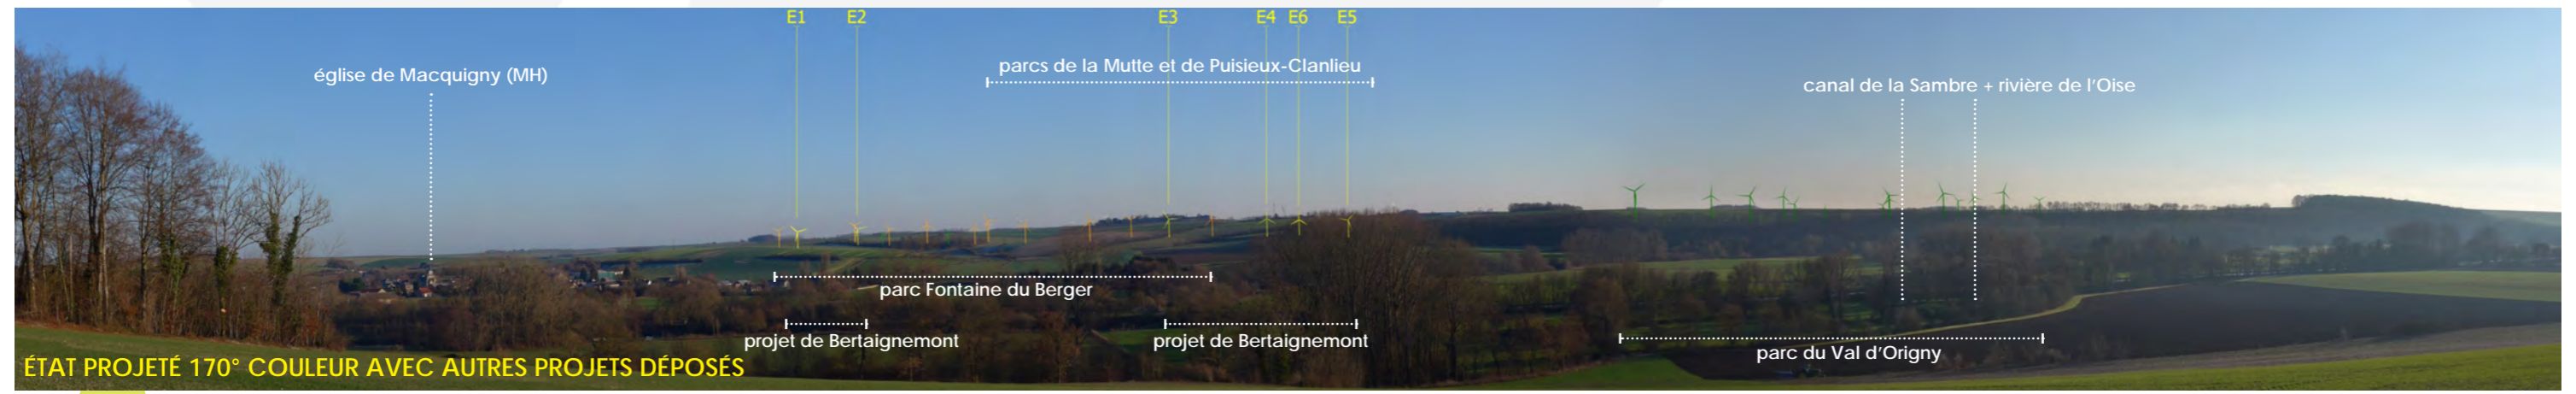 E1 E2 E3 E4 E6 E5
parcs de la Mutte et de Puisieux-Clanlieu
église de Macquigny (MH)
canal de la Sambre + rivière de l'Oise
parc Fontaine du Berger
projet de Bertaignemont
projet de Bertaignemont
parc du Val d'Origny
ÉTAT PROJETÉ 170° COULEUR AVEC AUTRES PROJETS DÉPOSÉS